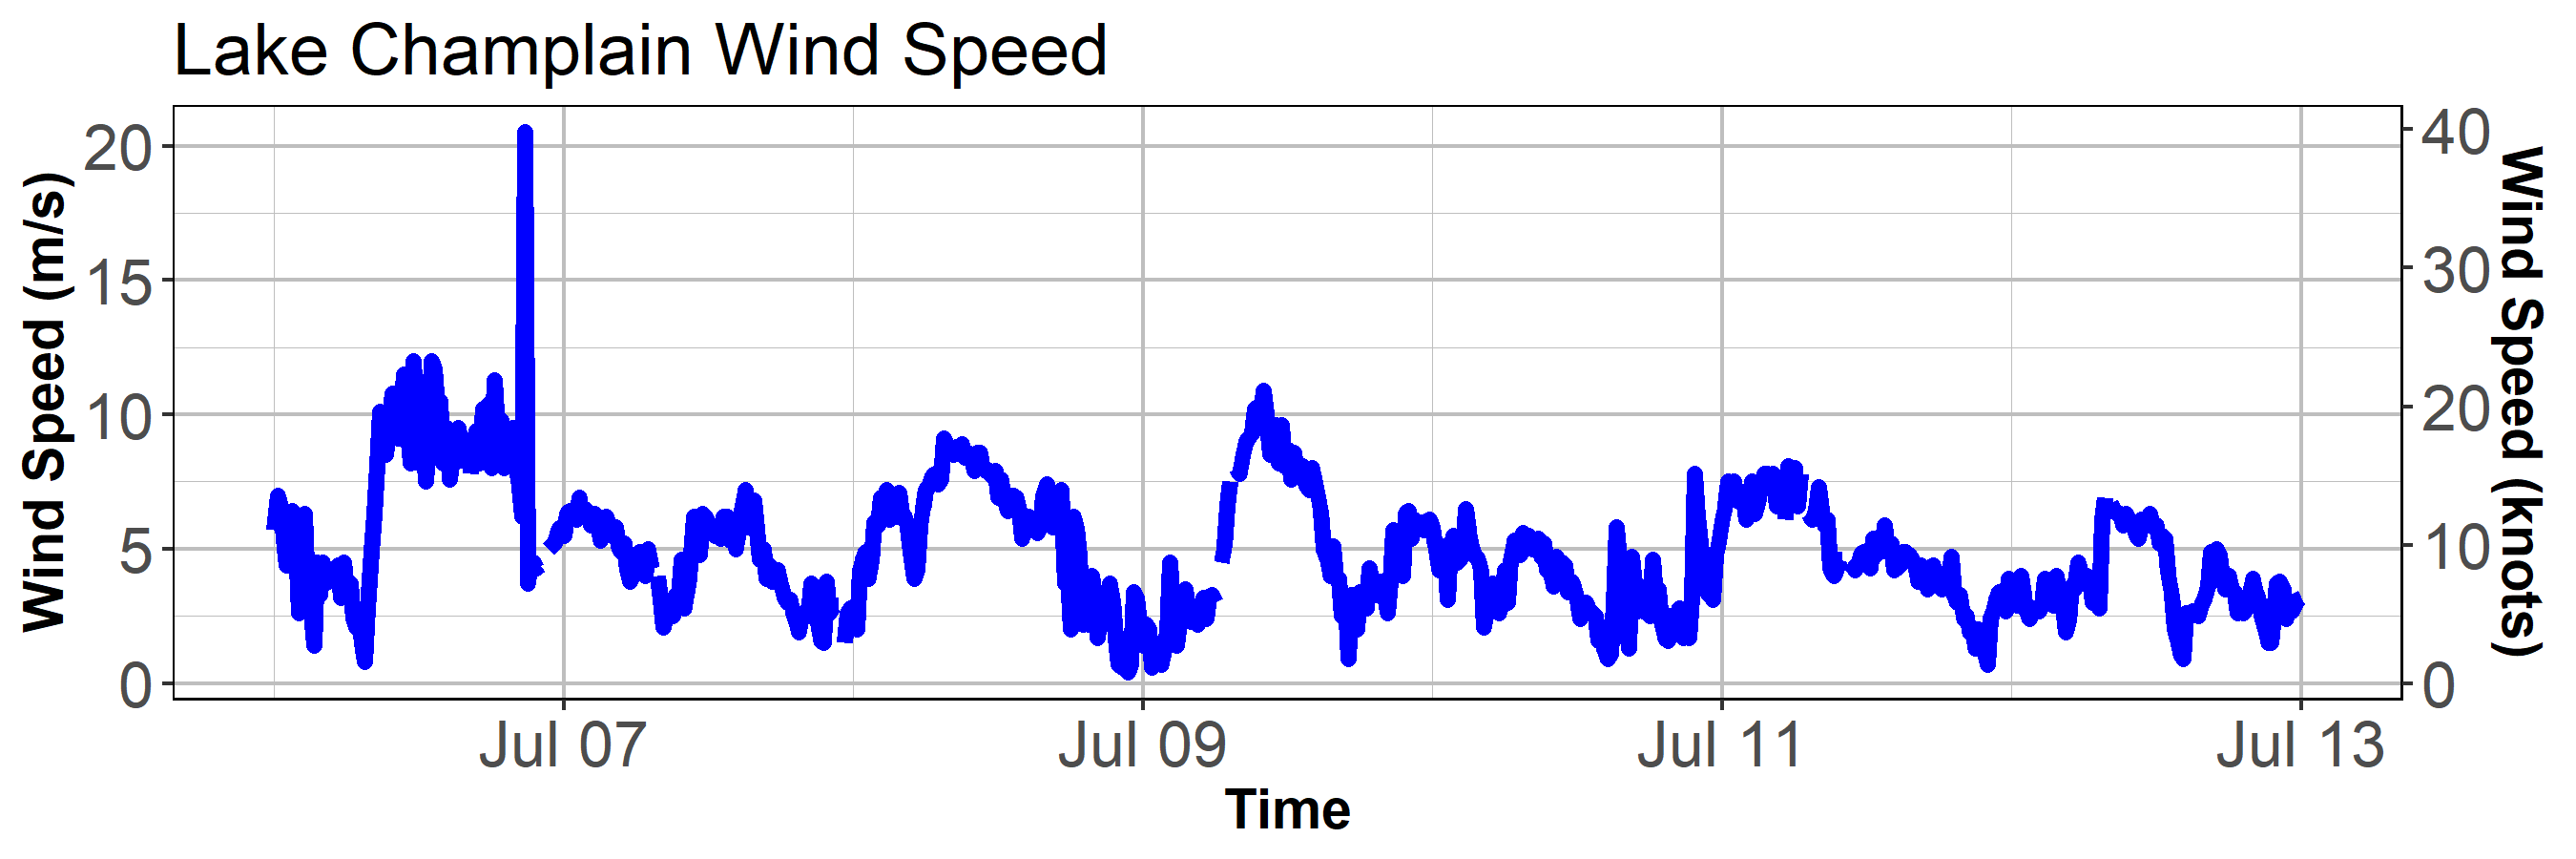 Lake Champlain Wind Speed
Wind Speed (m/s)
20
15
10
5
0
40
30
20
10
0
Wind Speed (knots)
Jul 07
Jul 09
Jul 11
Jul 13
Time